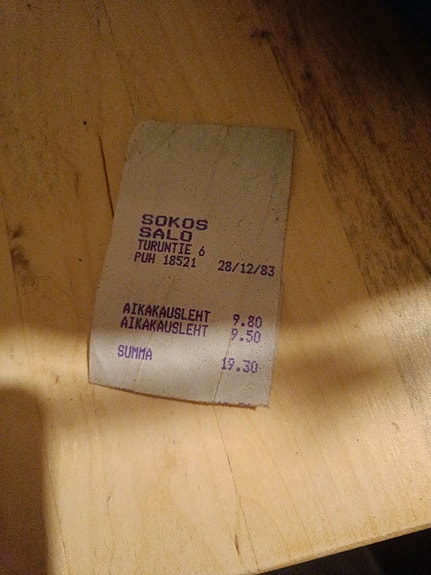 SOKOS
SALO
TURUNTIE 6
PUH 18521 28/12/83
AIKAKAUSLEHT 9.80
AIKAKAUSLEHT 9.50
SUMMA 19.30